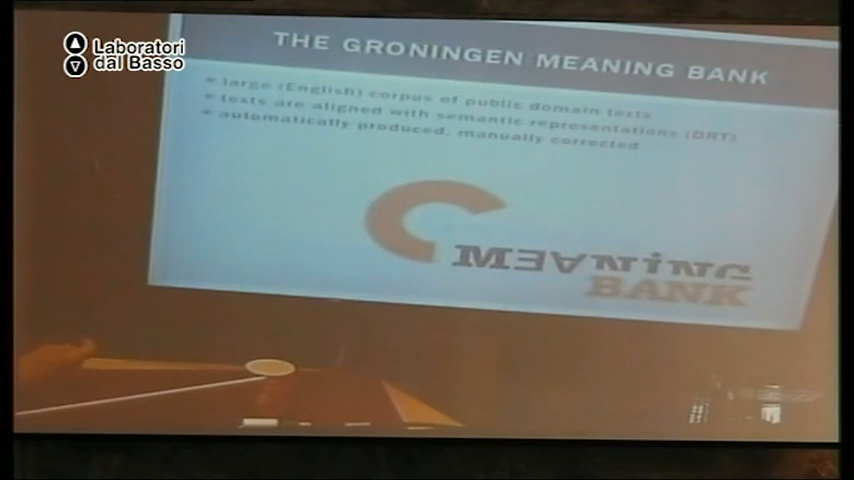 Laboratori
dal Basso
THE GRONINGEN MEANING BANK
large (English) corpus of public domain texts
texts are aligned with semantic representations (DRT)
automatically produced, manually corrected
MEANING
BANK